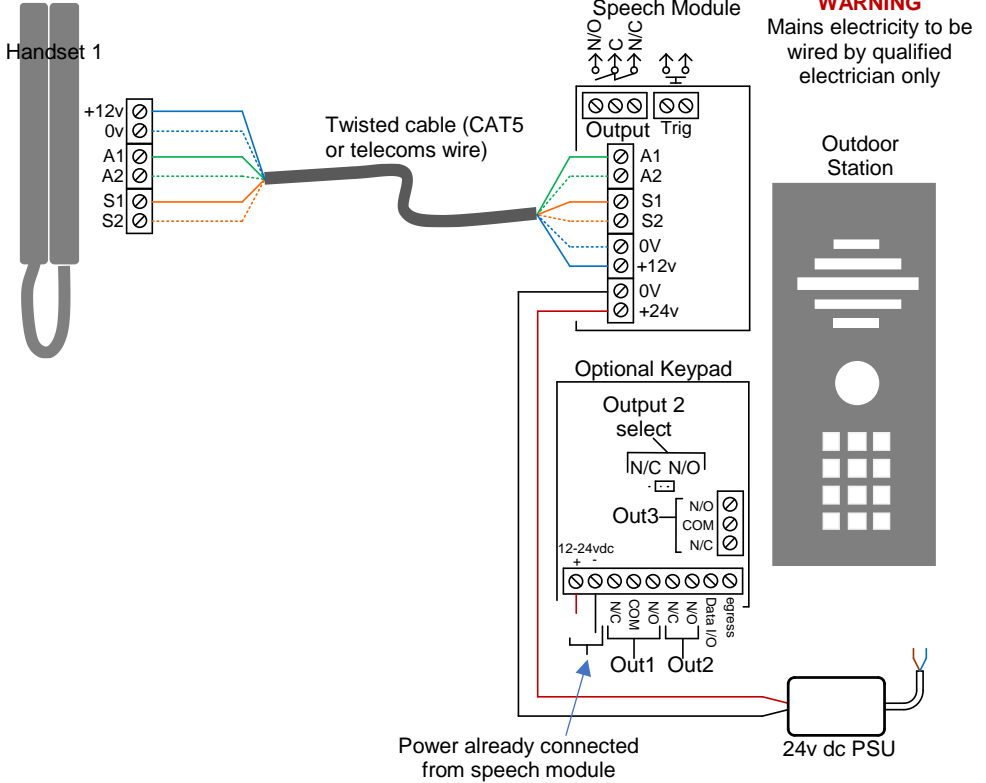 Speech Module
WARNING
Mains electricity to be
wired by qualified
electrician only
Handset 1
N/O
C
N/C
+12v
0v
A1
A2
S1
S2
Twisted cable (CAT5
or telecoms wire)
Output
Trig
A1
A2
S1
S2
0V
+12v
0V
+24v
Outdoor
Station
Optional Keypad
Output 2
select
N/C N/O
Out3
N/O
COM
N/C
12-24vdc
+ -
N/C
COM
N/O
N/C
N/O
Data I/O
egress
Out1
Out2
Power already connected
from speech module
24v dc PSU